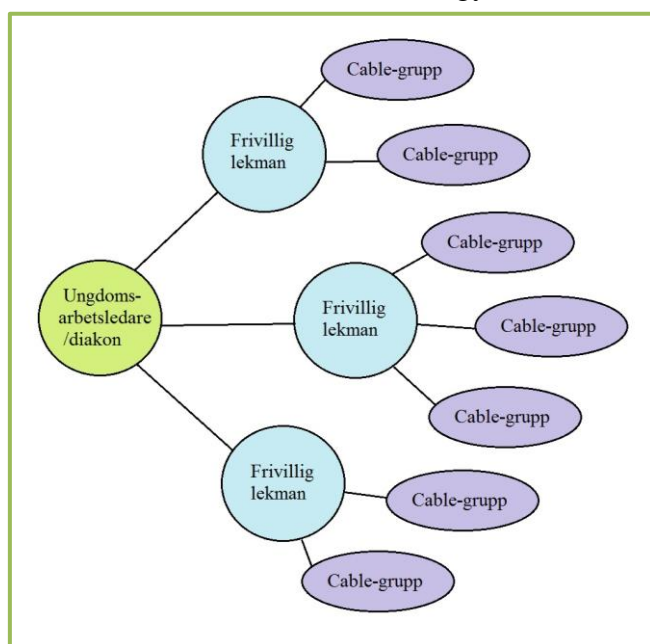 Cable-grupp
Frivillig
lekman
Cable-grupp
Cable-grupp
Ungdoms-
arbetsledare
/diakon
Frivillig
lekman
Cable-grupp
Cable-grupp
Frivillig
lekman
Cable-grupp
Cable-grupp